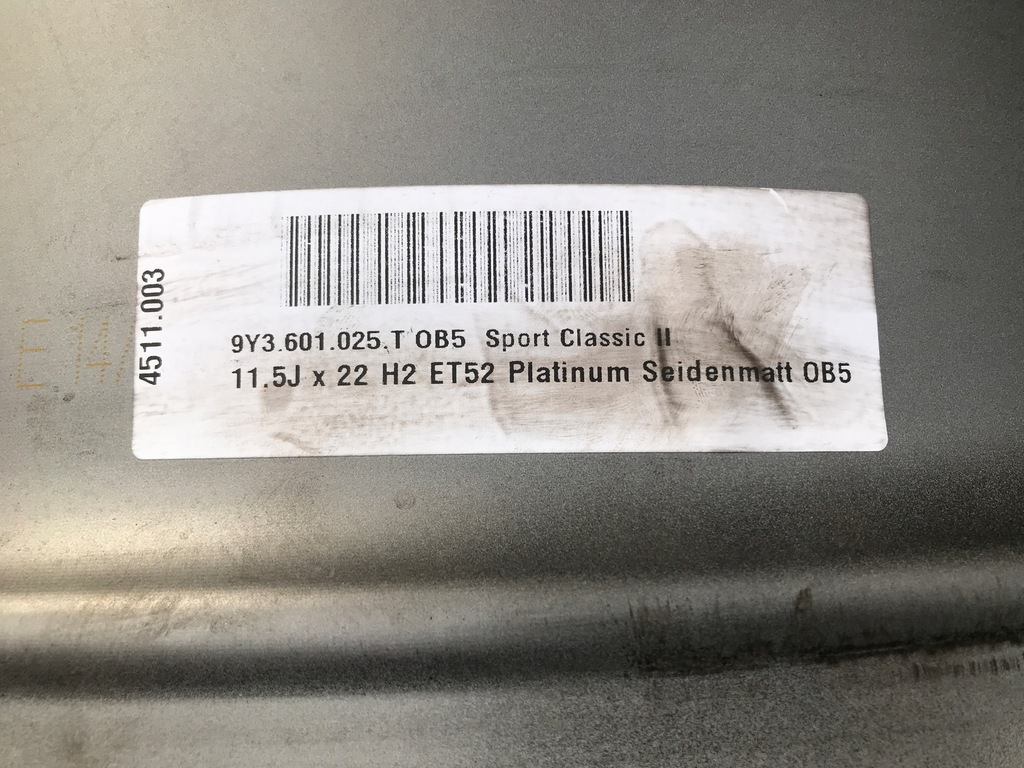 4511.003
9Y3.601.025.T OB5 Sport Classic II
11.5J x 22 H2 ET52 Platinum Seidenmatt OB5